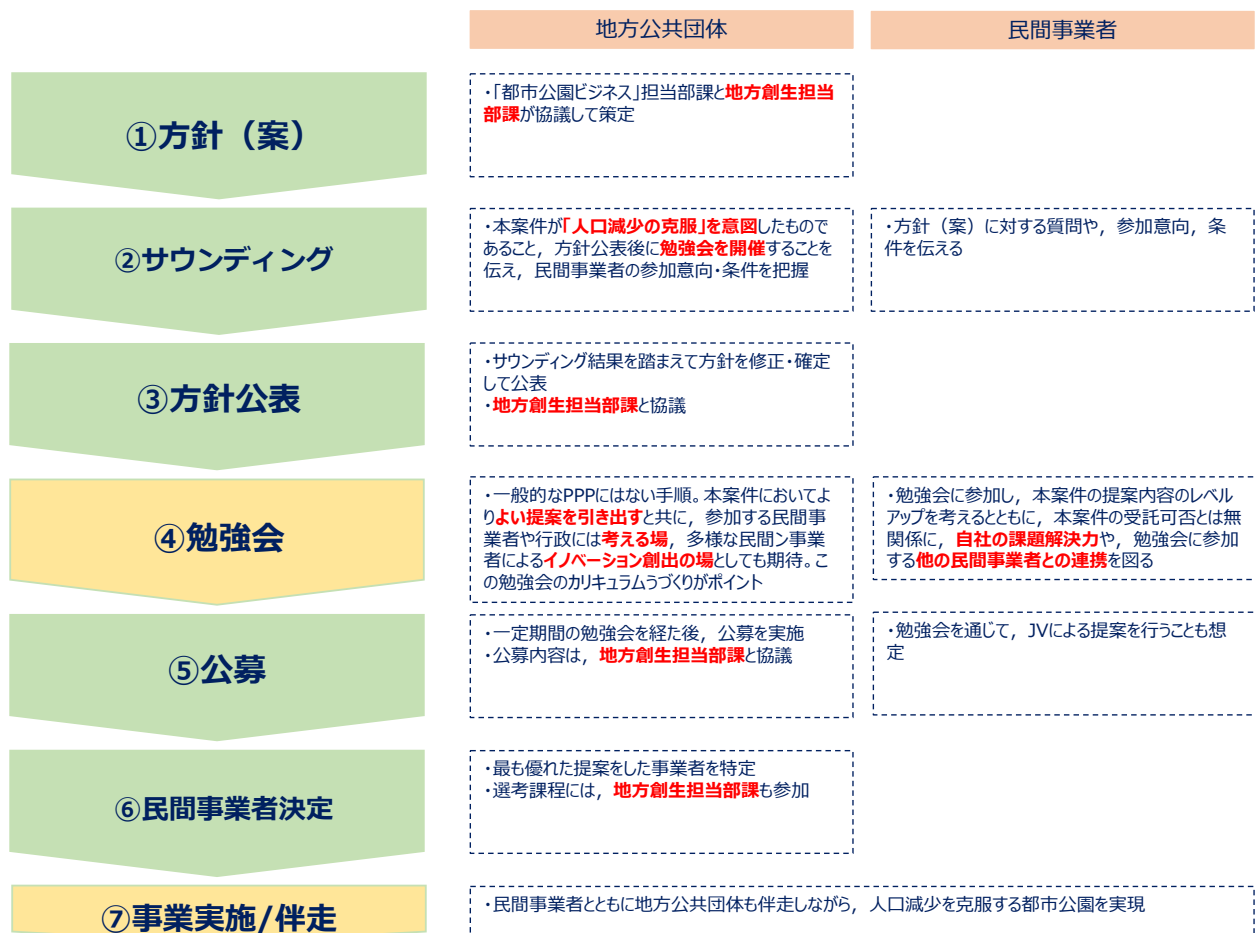 地方公共団体
民間事業者
①方針（案）
・「都市公園ビジネス」担当部課と地方創生担当
部課が協議して策定
②サウンディング
・本案件が「人口減少の克服」を意図したもので
あること，方針公表後に勉強会を開催することを
伝え，民間事業者の参加意向・条件を把握
・方針（案）に対する質問や，参加意向，条
件を伝える
③方針公表
・サウンディング結果を踏まえて方針を修正・確定
して公表
・地方創生担当部課と協議
④勉強会
・一般的なPPPにはない手順。本案件においてよ
りよい提案を引き出すと共に，参加する民間事
業者や行政には考える場，多様な民間ン事業
者によるイノベーション創出の場としても期待。こ
の勉強会のカリキュラムうづくりがポイント
・勉強会に参加し，本案件の提案内容のレベル
アップを考えるとともに，本案件の受託可否とは無
関係に，自社の課題解決力や，勉強会に参加
する他の民間事業者との連携を図る
⑤公募
・一定期間の勉強会を経た後，公募を実施
・公募内容は，地方創生担当部課と協議
・勉強会を通じて，JVによる提案を行うことも想
定
⑥民間事業者決定
・最も優れた提案をした事業者を特定
・選考課程には，地方創生担当部課も参加
⑦事業実施/伴走
・民間事業者とともに地方公共団体も伴走しながら，人口減少を克服する都市公園を実現